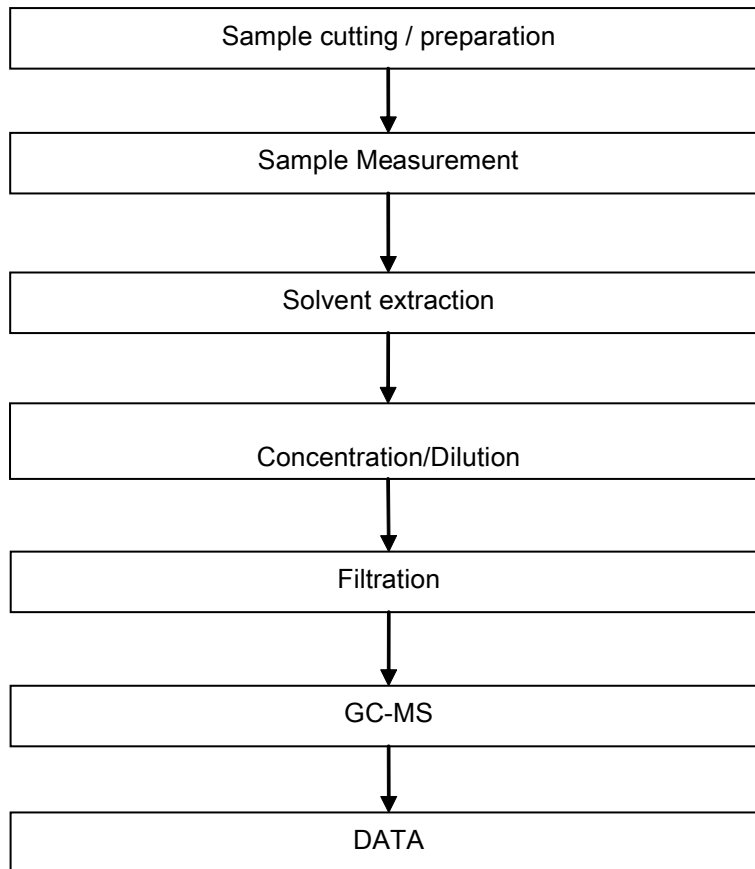 Sample cutting / preparation
Sample Measurement
Solvent extraction
Concentration/Dilution
Filtration
GC-MS
DATA